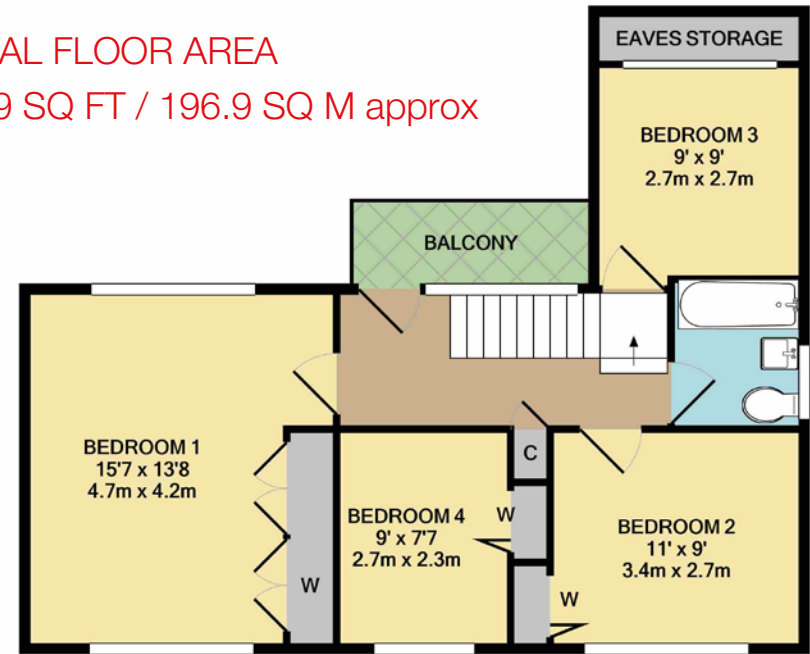 AL FLOOR AREA
9 SQ FT / 196.9 SQ M approx
EAVES STORAGE
BEDROOM 3
9' x 9'
2.7m x 2.7m
BALCONY
BEDROOM 1
15'7 x 13'8
4.7m x 4.2m
W
BEDROOM 4
9' x 7'7
2.7m x 2.3m
C
W
BEDROOM 2
11' x 9'
3.4m x 2.7m
W